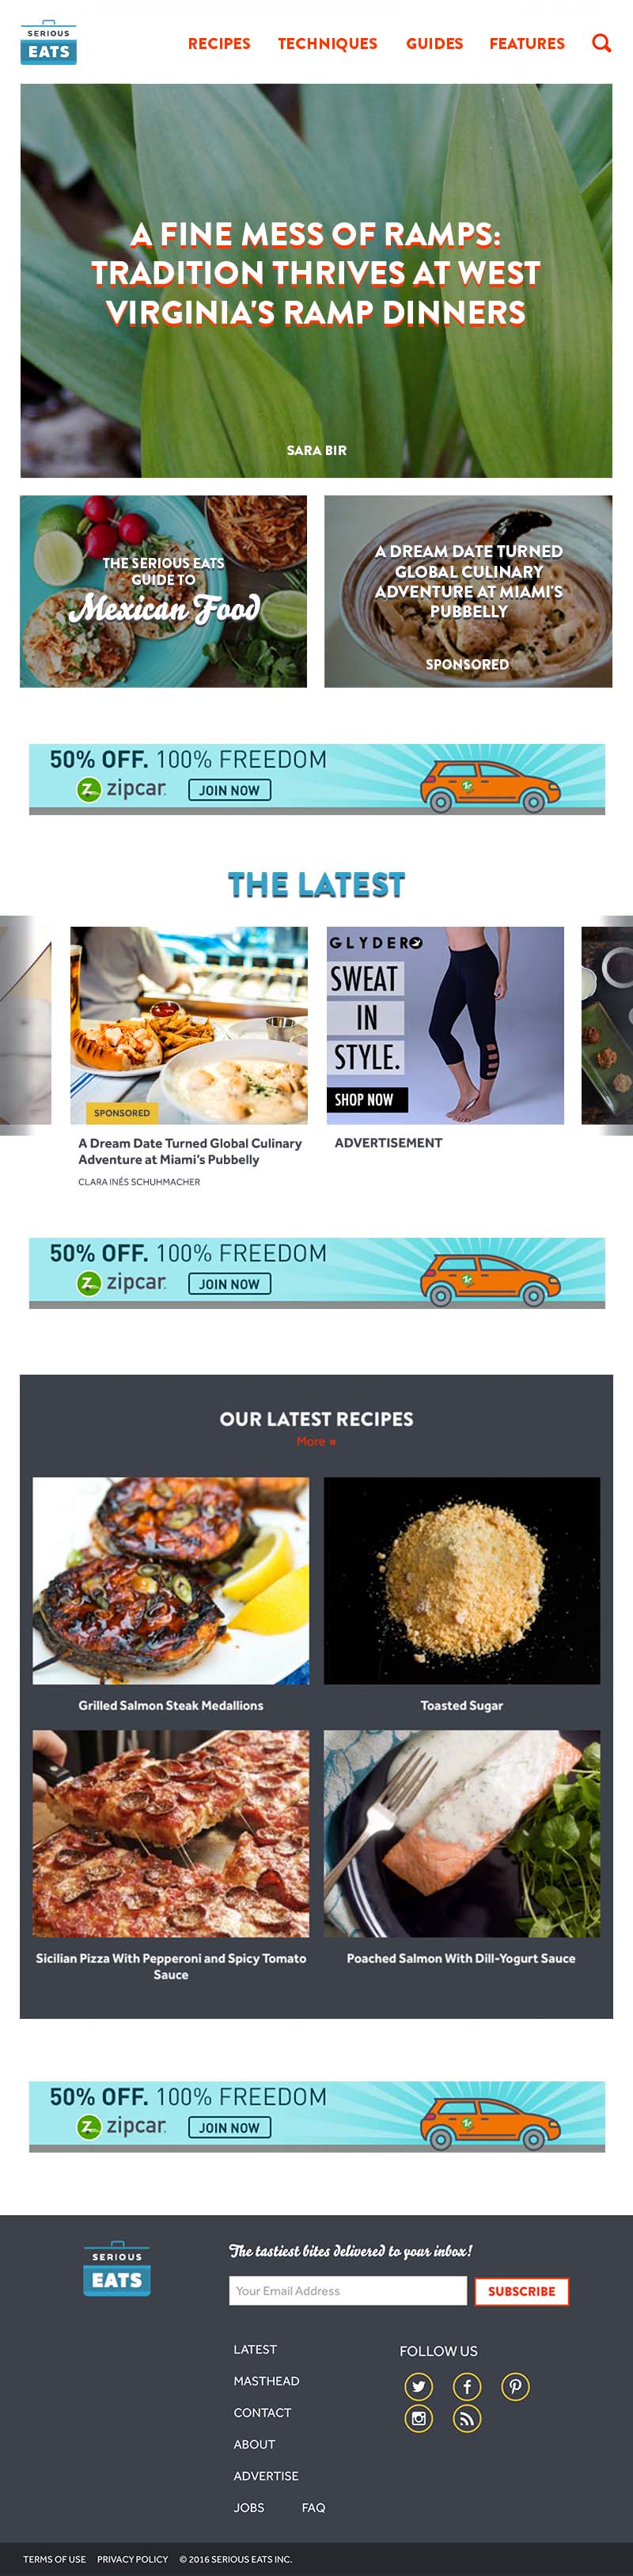 SERIOUS
EATS
RECIPES TECHNIQUES GUIDES FEATURES
A FINE MESS OF RAMPS:
TRADITION THRIVES AT WEST
VIRGINIA'S RAMP DINNERS
SARA BIR
THE SERIOUS EATS
GUIDE TO
Mexican Food
A DREAM DATE TURNED
GLOBAL CULINARY
ADVENTURE AT MIAMI'S
PUBBELLY
SPONSORED
50% OFF. 100% FREEDOM
zipcar. JOIN NOW
THE LATEST
SPONSORED
A Dream Date Turned Global Culinary
Adventure at Miami's Pubbelly
CLARA INÉS SCHUHMACHER
GLYDER
SWEAT
IN
STYLE.
SHOP NOW
ADVERTISEMENT
50% OFF. 100% FREEDOM
zipcar. JOIN NOW
OUR LATEST RECIPES
More »
Grilled Salmon Steak Medallions
Toasted Sugar
Sicilian Pizza With Pepperoni and Spicy Tomato
Sauce
Poached Salmon With Dill-Yogurt Sauce
50% OFF. 100% FREEDOM
zipcar. JOIN NOW
SERIOUS
EATS
The tastiest bites delivered to your inbox!
Your Email Address SUBSCRIBE
LATEST
MASTHEAD
CONTACT
ABOUT
ADVERTISE
JOBS FAQ
FOLLOW US
TERMS OF USE PRIVACY POLICY © 2016 SERIOUS EATS INC.